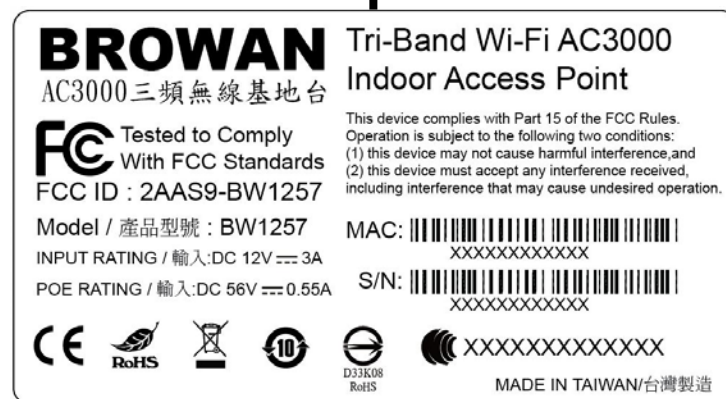 BROWAN
AC3000三頻無線基地台
FC Tested to Comply
With FCC Standards
FCC ID : 2AAS9-BW1257
Model / 產品型號 : BW1257
INPUT RATING / 輸入:DC 12V ⎓ 3A
POE RATING / 輸入:DC 56V ⎓ 0.55A
CE
RoHS
10
D33K08
RoHS
Tri-Band Wi-Fi AC3000
Indoor Access Point
This device complies with Part 15 of the FCC Rules.
Operation is subject to the following two conditions:
(1) this device may not cause harmful interference,and
(2) this device must accept any interference received,
including interference that may cause undesired operation.
MAC:
XXXXXXXXXXXX
S/N:
XXXXXXXXXXXX
XXXXXXXXXXXXX
MADE IN TAIWAN/台灣製造